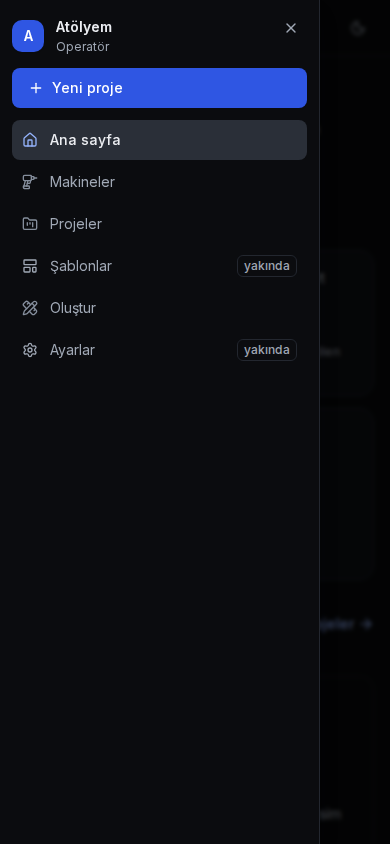 A
Atölyem
Operatör
Yeni proje
Ana sayfa
Makineler
Projeler
Şablonlar
yakında
Oluştur
Ayarlar
yakında